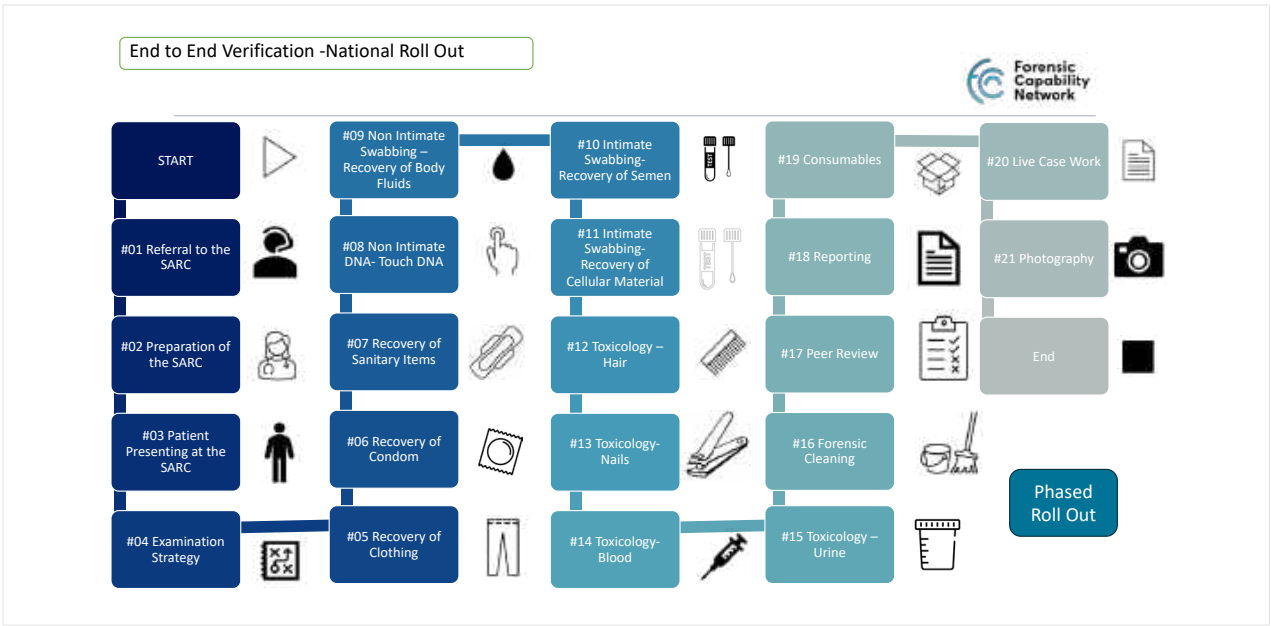 End to End Verification -National Roll Out
Forensic
Capability
Network
START
#01 Referral to the
SARC
#02 Preparation of
the SARC
#03 Patient
Presenting at the
SARC
#04 Examination
Strategy
#05 Recovery of
Clothing
#06 Recovery of
Condom
#07 Recovery of
Sanitary Items
#08 Non Intimate
DNA- Touch DNA
#09 Non Intimate
Swabbing –
Recovery of Body
Fluids
#10 Intimate
Swabbing-
Recovery of Semen
TEST
#11 Intimate
Swabbing-
Recovery of
Cellular Material
TEST
#12 Toxicology –
Hair
#13 Toxicology-
Nails
#14 Toxicology-
Blood
#15 Toxicology –
Urine
#16 Forensic
Cleaning
#17 Peer Review
#18 Reporting
#19 Consumables
#20 Live Case Work
#21 Photography
End
Phased
Roll Out